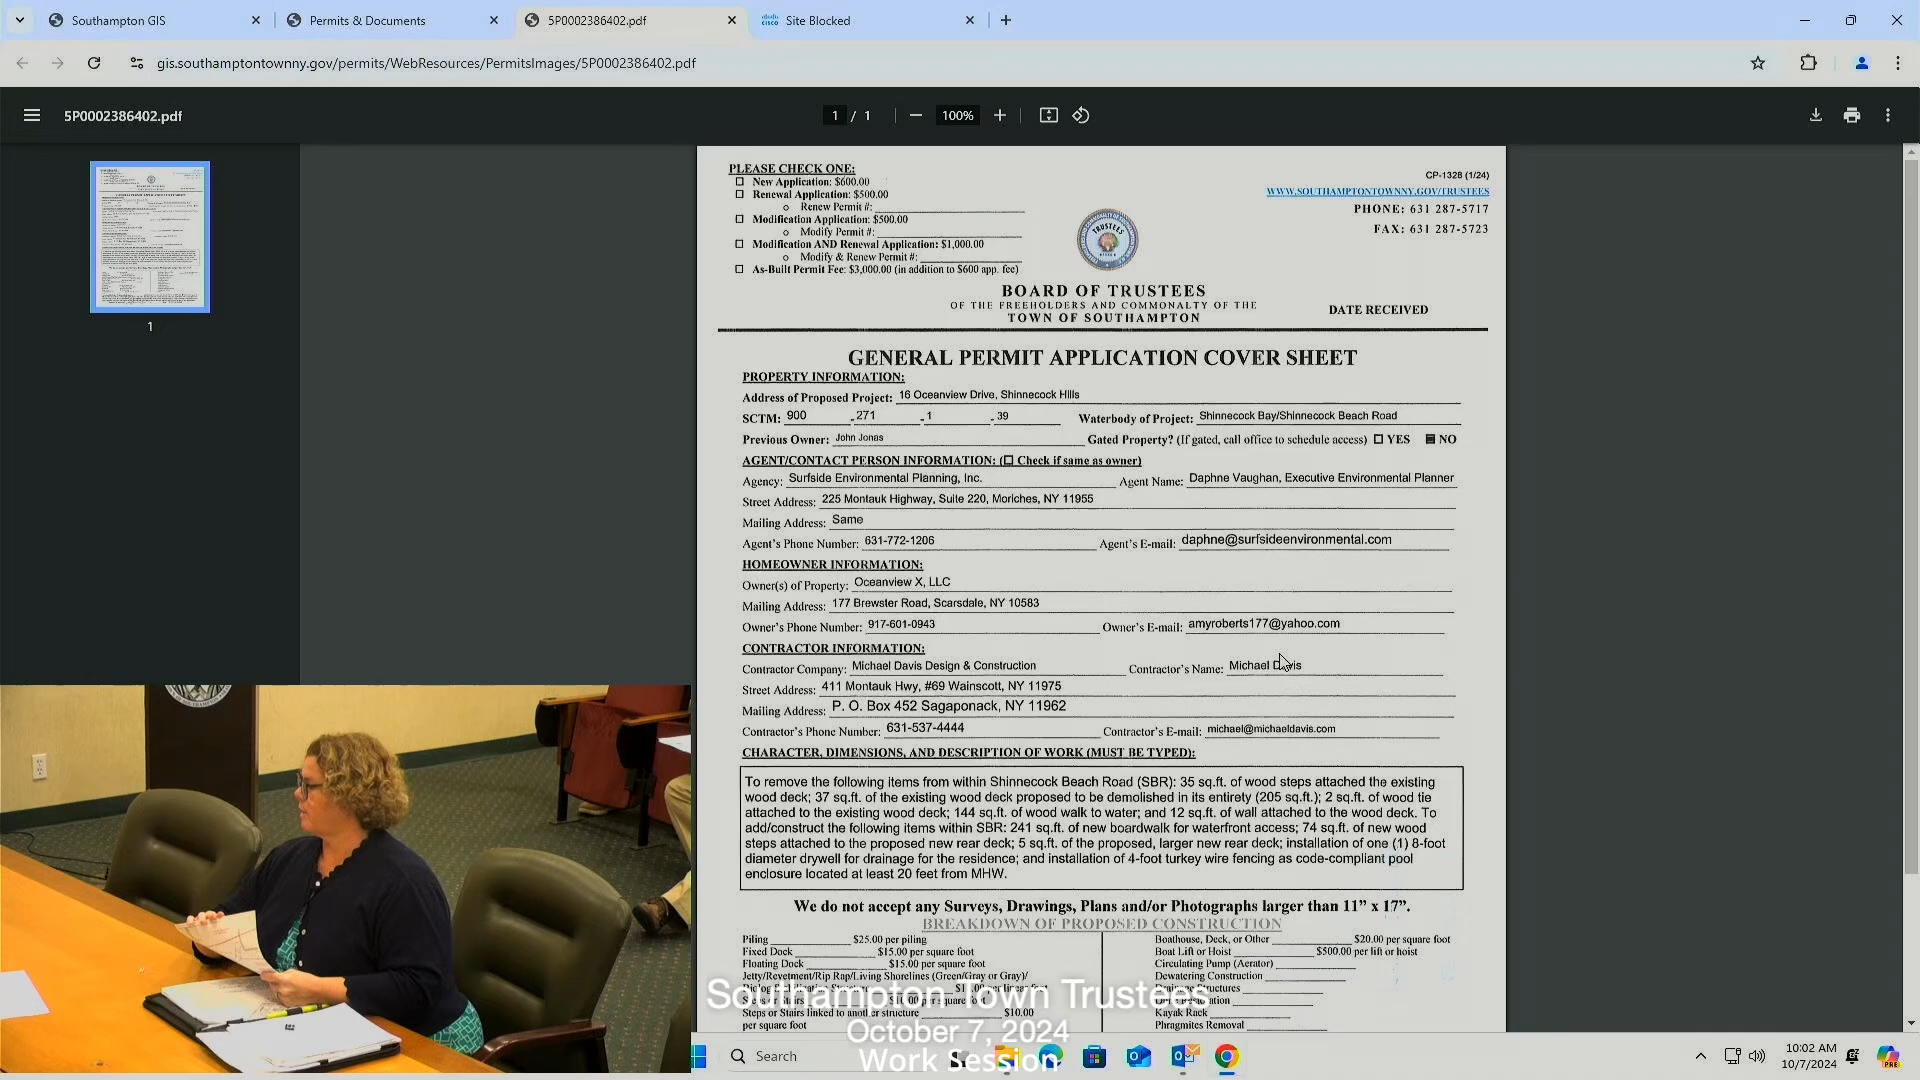 Southampton GIS
Permits & Documents
5P0002386402.pdf
Site Blocked
gis.southamptontownny.gov/permits/WebResources/PermitsImages/5P0002386402.pdf
5P0002386402.pdf
1 / 1
100%
1
PLEASE CHECK ONE:
New Application: $600.00
Renewal Application: $500.00
Renew Permit #:
Modification Application: $500.00
Modify Permit #:
Modification AND Renewal Application: $1,000.00
Modify & Renew Permit #:
As-Built Permit Fee: $3,000.00 (in addition to $600 app. fee)
CP-1328 (1/24)
WWW.SOUTHAMPTONTOWNNY.GOV/TRUSTEES
PHONE: 631 287-5717
FAX: 631 287-5723
TRUSTEES
BOARD OF TRUSTEES
OF THE FREEHOLDERS AND COMMONALTY OF THE
TOWN OF SOUTHAMPTON
DATE RECEIVED
GENERAL PERMIT APPLICATION COVER SHEET
PROPERTY INFORMATION:
Address of Proposed Project: 16 Oceanview Drive, Shinnecock Hills
SCTM: 900 - 271 - 1 - 39 Waterbody of Project: Shinnecock Bay/Shinnecock Beach Road
Previous Owner: John Jonas Gated Property? (If gated, call office to schedule access) YES NO
AGENT/CONTACT PERSON INFORMATION: ( Check if same as owner)
Agency: Surfside Environmental Planning, Inc. Agent Name: Daphne Vaughan, Executive Environmental Planner
Street Address: 225 Montauk Highway, Suite 220, Moriches, NY 11955
Mailing Address: Same
Agent's Phone Number: 631-772-1206 Agent's E-mail: daphne@surfsideenvironmental.com
HOMEOWNER INFORMATION:
Owner(s) of Property: Oceanview X, LLC
Mailing Address: 177 Brewster Road, Scarsdale, NY 10583
Owner's Phone Number: 917-601-0943 Owner's E-mail: amyroberts177@yahoo.com
CONTRACTOR INFORMATION:
Contractor Company: Michael Davis Design & Construction Contractor's Name: Michael Davis
Street Address: 411 Montauk Hwy, #69 Wainscott, NY 11975
Mailing Address: P. O. Box 452 Sagaponack, NY 11962
Contractor's Phone Number: 631-537-4444 Contractor's E-mail: michael@michaeldavis.com
CHARACTER, DIMENSIONS, AND DESCRIPTION OF WORK (MUST BE TYPED):
To remove the following items from within Shinnecock Beach Road (SBR): 35 sq.ft. of wood steps attached the existing
wood deck; 37 sq.ft. of the existing wood deck proposed to be demolished in its entirety (205 sq.ft.); 2 sq.ft. of wood tie
attached to the existing wood deck; 144 sq.ft. of wood walk to water; and 12 sq.ft. of wall attached to the wood deck. To
add/construct the following items within SBR: 241 sq.ft. of new boardwalk for waterfront access; 74 sq.ft. of new wood
steps attached to the proposed new rear deck; 5 sq.ft. of the proposed, larger new rear deck; installation of one (1) 8-foot
diameter drywell for drainage for the residence; and installation of 4-foot turkey wire fencing as code-compliant pool
enclosure located at least 20 feet from MHW.
We do not accept any Surveys, Drawings, Plans and/or Photographs larger than 11" x 17".
BREAKDOWN OF PROPOSED CONSTRUCTION
Piling $25.00 per piling
Fixed Dock $15.00 per square foot
Floating Dock $15.00 per square foot
Jetty/Revetment/Rip Rap/Living Shorelines (Green/Gray or Gray)/
Steps or Stairs linked to another structure $10.00
per square foot
Boathouse, Deck, or Other $20.00 per square foot
Boat Lift or Hoist $500.00 per lift or hoist
Circulating Pump (Aerator)
Dewatering Construction
Drainage Structures
Kayak Rack
Phragmites Removal
Southampton Town Trustees
October 7, 2024
Work Session
Search
10:02 AM
10/7/2024